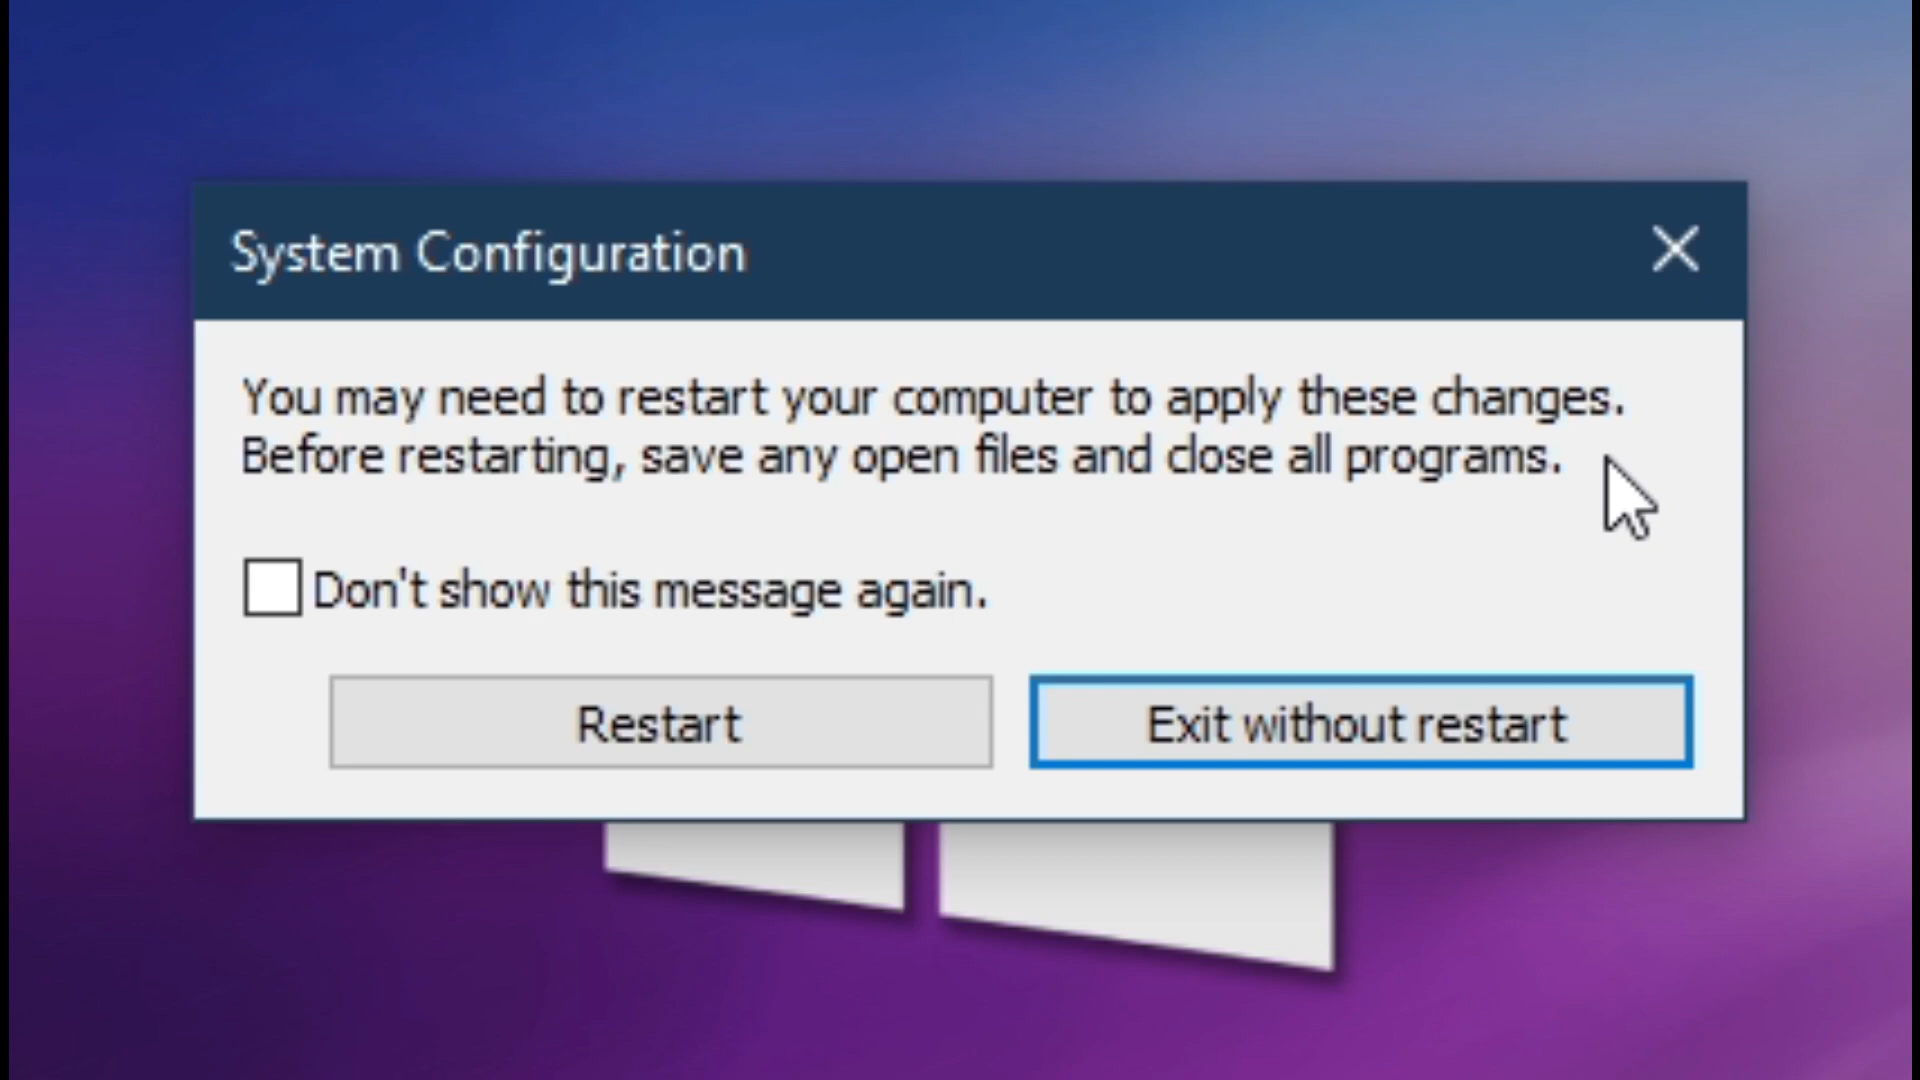 System Configuration
You may need to restart your computer to apply these changes.
Before restarting, save any open files and close all programs.
Don't show this message again.
Restart
Exit without restart